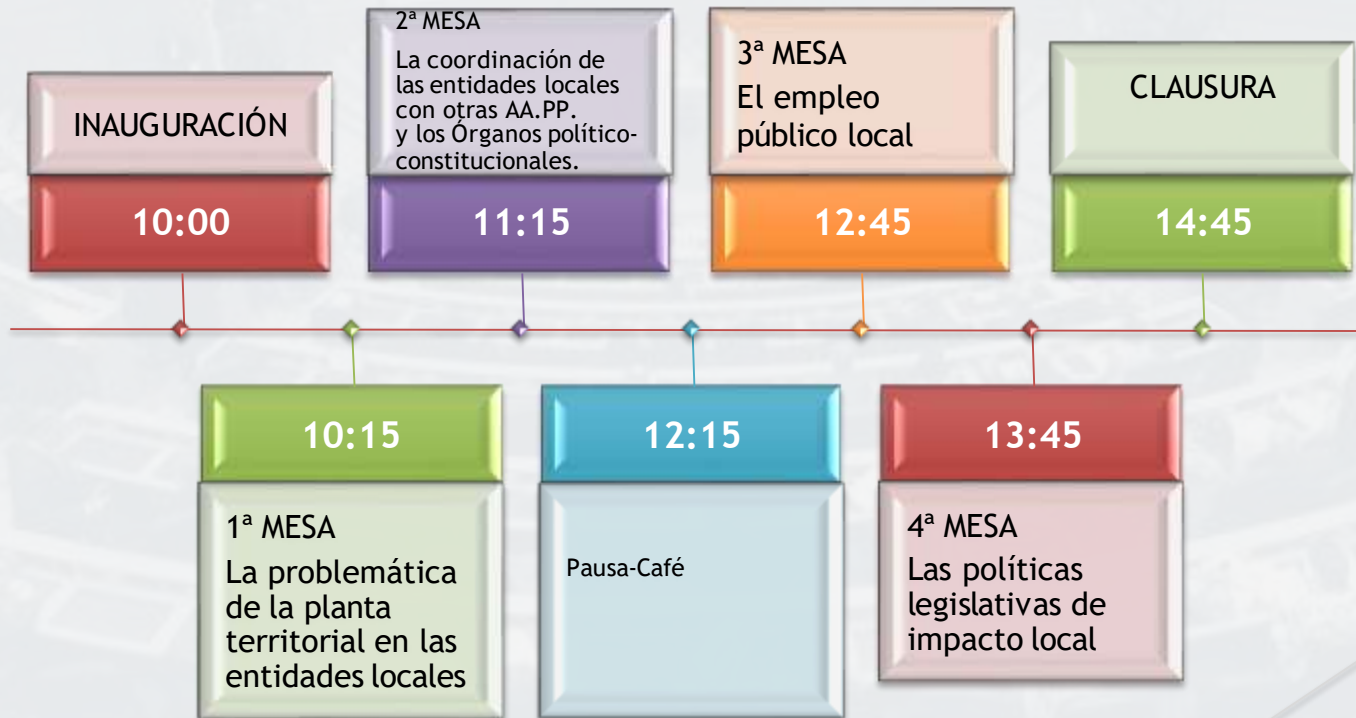 INAUGURACIÓN
10:00
10:15
1ª MESA
La problemática
de la planta
territorial en las
entidades locales
2ª MESA
La coordinación de
las entidades locales
con otras AA.PP.
y los Órganos político-
constitucionales.
11:15
12:15
Pausa-Café
3ª MESA
El empleo
público local
12:45
13:45
4ª MESA
Las políticas
legislativas de
impacto local
CLAUSURA
14:45